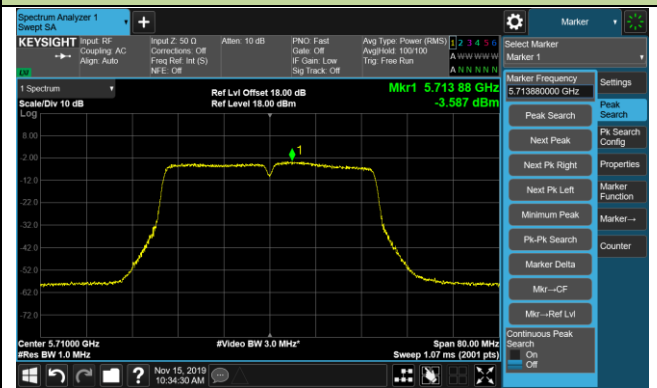 Spectrum Analyzer 1
Swept SA
Marker
KEYSIGHT Input: RF Input Z: 50 Ω Atten: 10 dB PNO: Fast Avg Type: Power (RMS) 1 2 3 4 5 6
Coupling: AC Corrections: Off Gate: Off Avg|Hold: 100/100 A W W W W W
Align: Auto Freq Ref: Int (S) IF Gain: Low Trig: Free Run
NFE: Off Sig Track: Off A N N N N N
Select Marker
Marker 1
1 Spectrum
Scale/Div 10 dB
Log
Ref Lvl Offset 18.00 dB
Ref Level 18.00 dBm
Mkr1 5.713 88 GHz
-3.587 dBm
8.00
-2.00
-12.0
-22.0
-32.0
-42.0
-52.0
-62.0
-72.0
1
Center 5.71000 GHz #Video BW 3.0 MHz* Span 80.00 MHz
#Res BW 1.0 MHz Sweep 1.07 ms (2001 pts)
Marker Frequency
5.713880000 GHz
Peak Search
Next Peak
Next Pk Right
Next Pk Left
Minimum Peak
Pk-Pk Search
Marker Delta
Mkr→CF
Mkr→Ref Lvl
Continuous Peak
Search
On
Off
Settings
Peak
Search
Pk Search
Config
Properties
Marker
Function
Marker→
Counter
Nov 15, 2019
10:34:30 AM